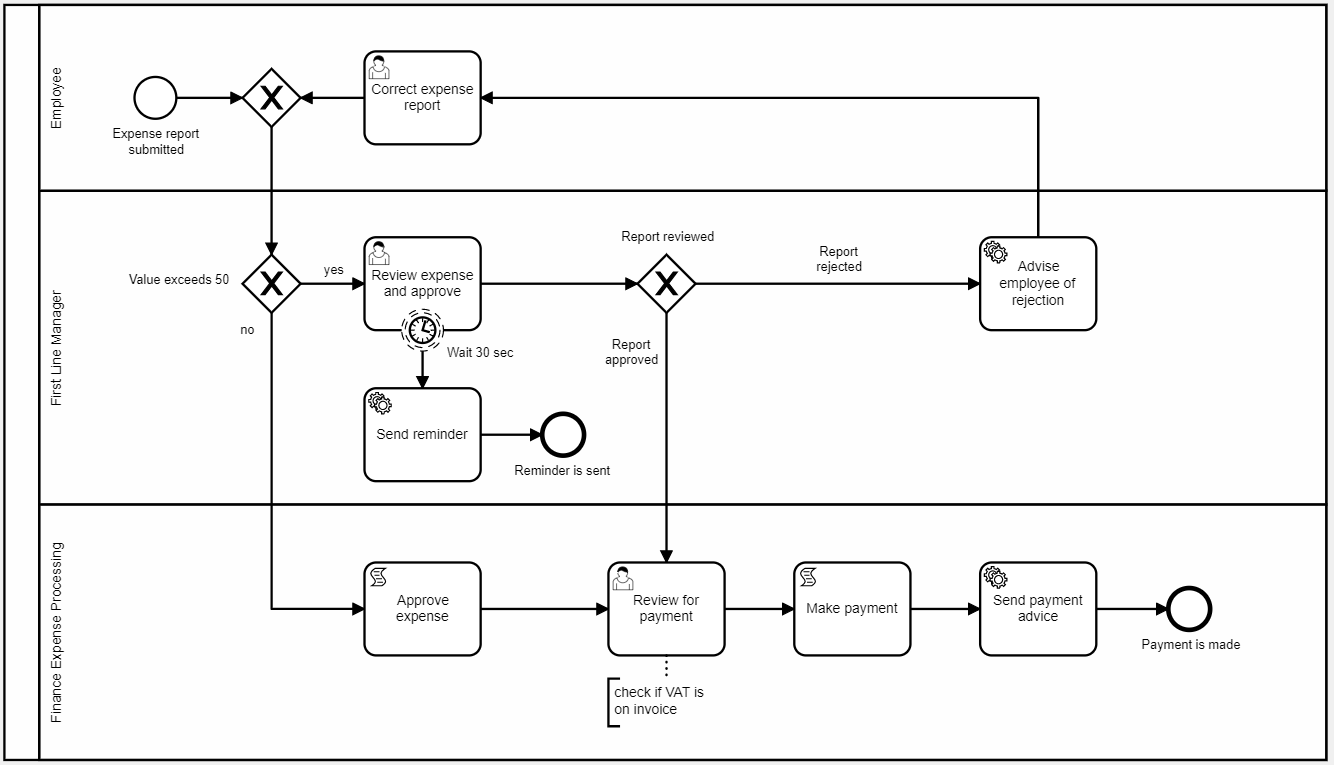 Employee
Expense report
submitted
Correct expense
report
First Line Manager
Value exceeds 50
yes
no
Review expense
and approve
Wait 30 sec
Send reminder
Reminder is sent
Report reviewed
Report
rejected
Report
approved
Advise
employee of
rejection
Finance Expense Processing
Approve
expense
Review for
payment
check if VAT is
on invoice
Make payment
Send payment
advice
Payment is made